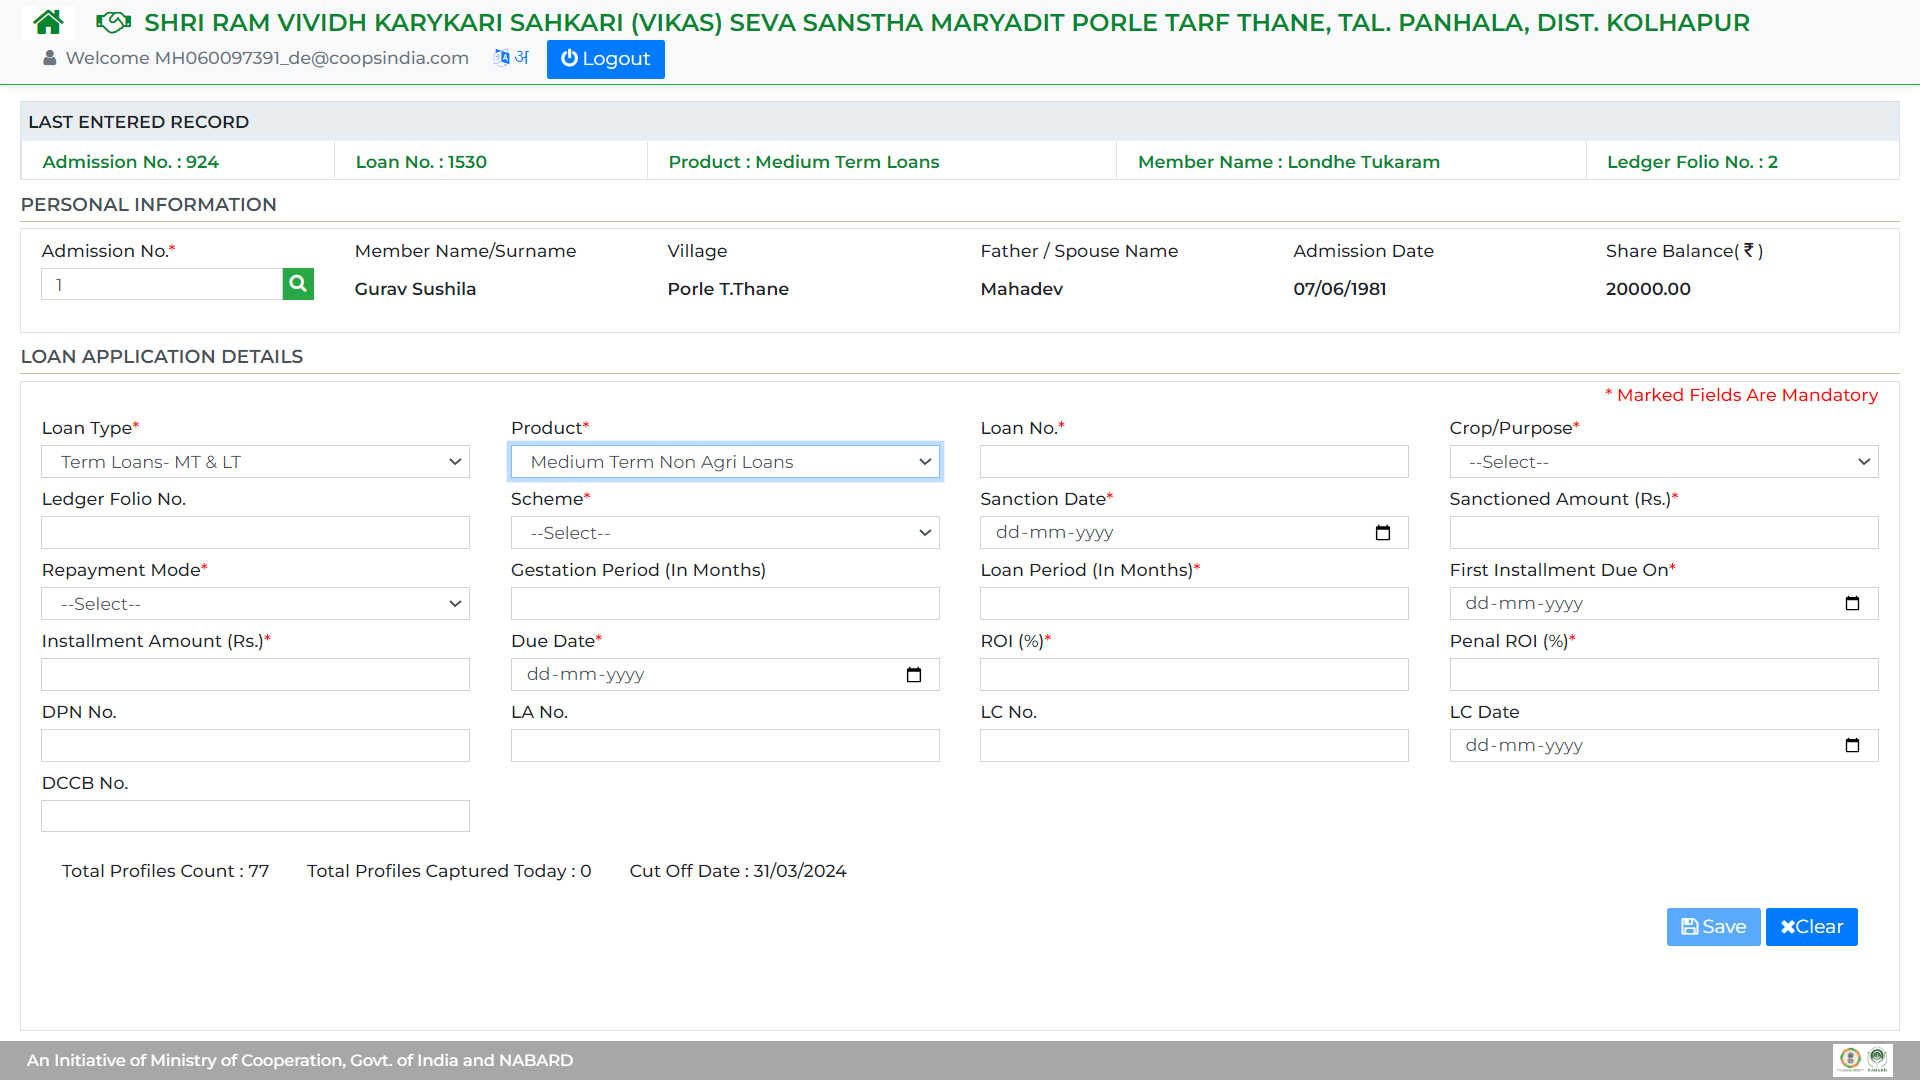 SHRI RAM VIVIDH KARYKARI SAHKARI (VIKAS) SEVA SANSTHA MARYADIT PORLE TARF THANE, TAL. PANHALA, DIST. KOLHAPUR
Welcome MH060097391_de@coopsindia.com A अ Logout
LAST ENTERED RECORD
Admission No. : 924 Loan No. : 1530 Product : Medium Term Loans Member Name : Londhe Tukaram Ledger Folio No. : 2
PERSONAL INFORMATION
Admission No.* Member Name/Surname Village Father / Spouse Name Admission Date Share Balance( ₹ )
1 Gurav Sushila Porle T.Thane Mahadev 07/06/1981 20000.00
LOAN APPLICATION DETAILS
* Marked Fields Are Mandatory
Loan Type* Product* Loan No.* Crop/Purpose*
Term Loans- MT & LT Medium Term Non Agri Loans --Select--
Ledger Folio No. Scheme* Sanction Date* Sanctioned Amount (Rs.)*
--Select-- dd-mm-yyyy
Repayment Mode* Gestation Period (In Months) Loan Period (In Months)* First Installment Due On*
--Select-- dd-mm-yyyy
Installment Amount (Rs.)* Due Date* ROI (%)* Penal ROI (%)*
dd-mm-yyyy
DPN No. LA No. LC No. LC Date
dd-mm-yyyy
DCCB No.
Total Profiles Count : 77 Total Profiles Captured Today : 0 Cut Off Date : 31/03/2024
Save Clear
An Initiative of Ministry of Cooperation, Govt. of India and NABARD